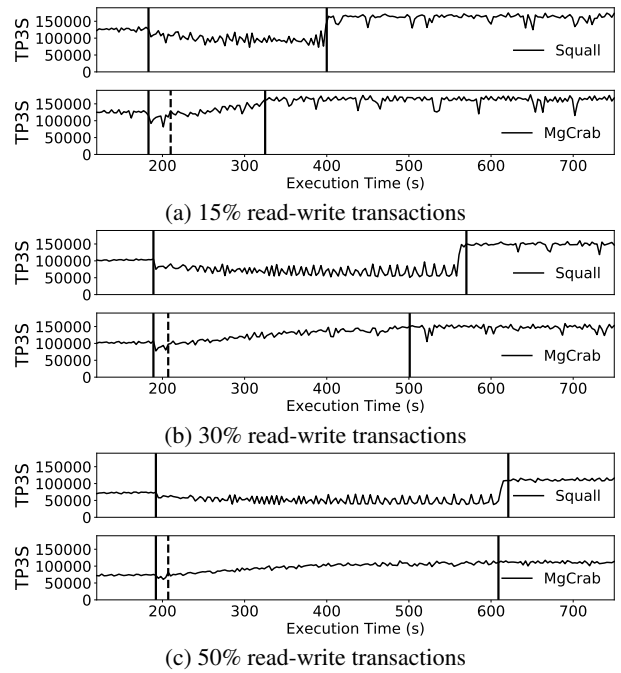 TP3S
150000
100000
50000
0
Squall
TP3S
150000
100000
50000
0
MgCrab
200 300 400 500 600 700
Execution Time (s)
(a) 15% read-write transactions
TP3S
150000
100000
50000
0
Squall
TP3S
150000
100000
50000
0
MgCrab
200 300 400 500 600 700
Execution Time (s)
(b) 30% read-write transactions
TP3S
150000
100000
50000
0
Squall
TP3S
150000
100000
50000
0
MgCrab
200 300 400 500 600 700
Execution Time (s)
(c) 50% read-write transactions